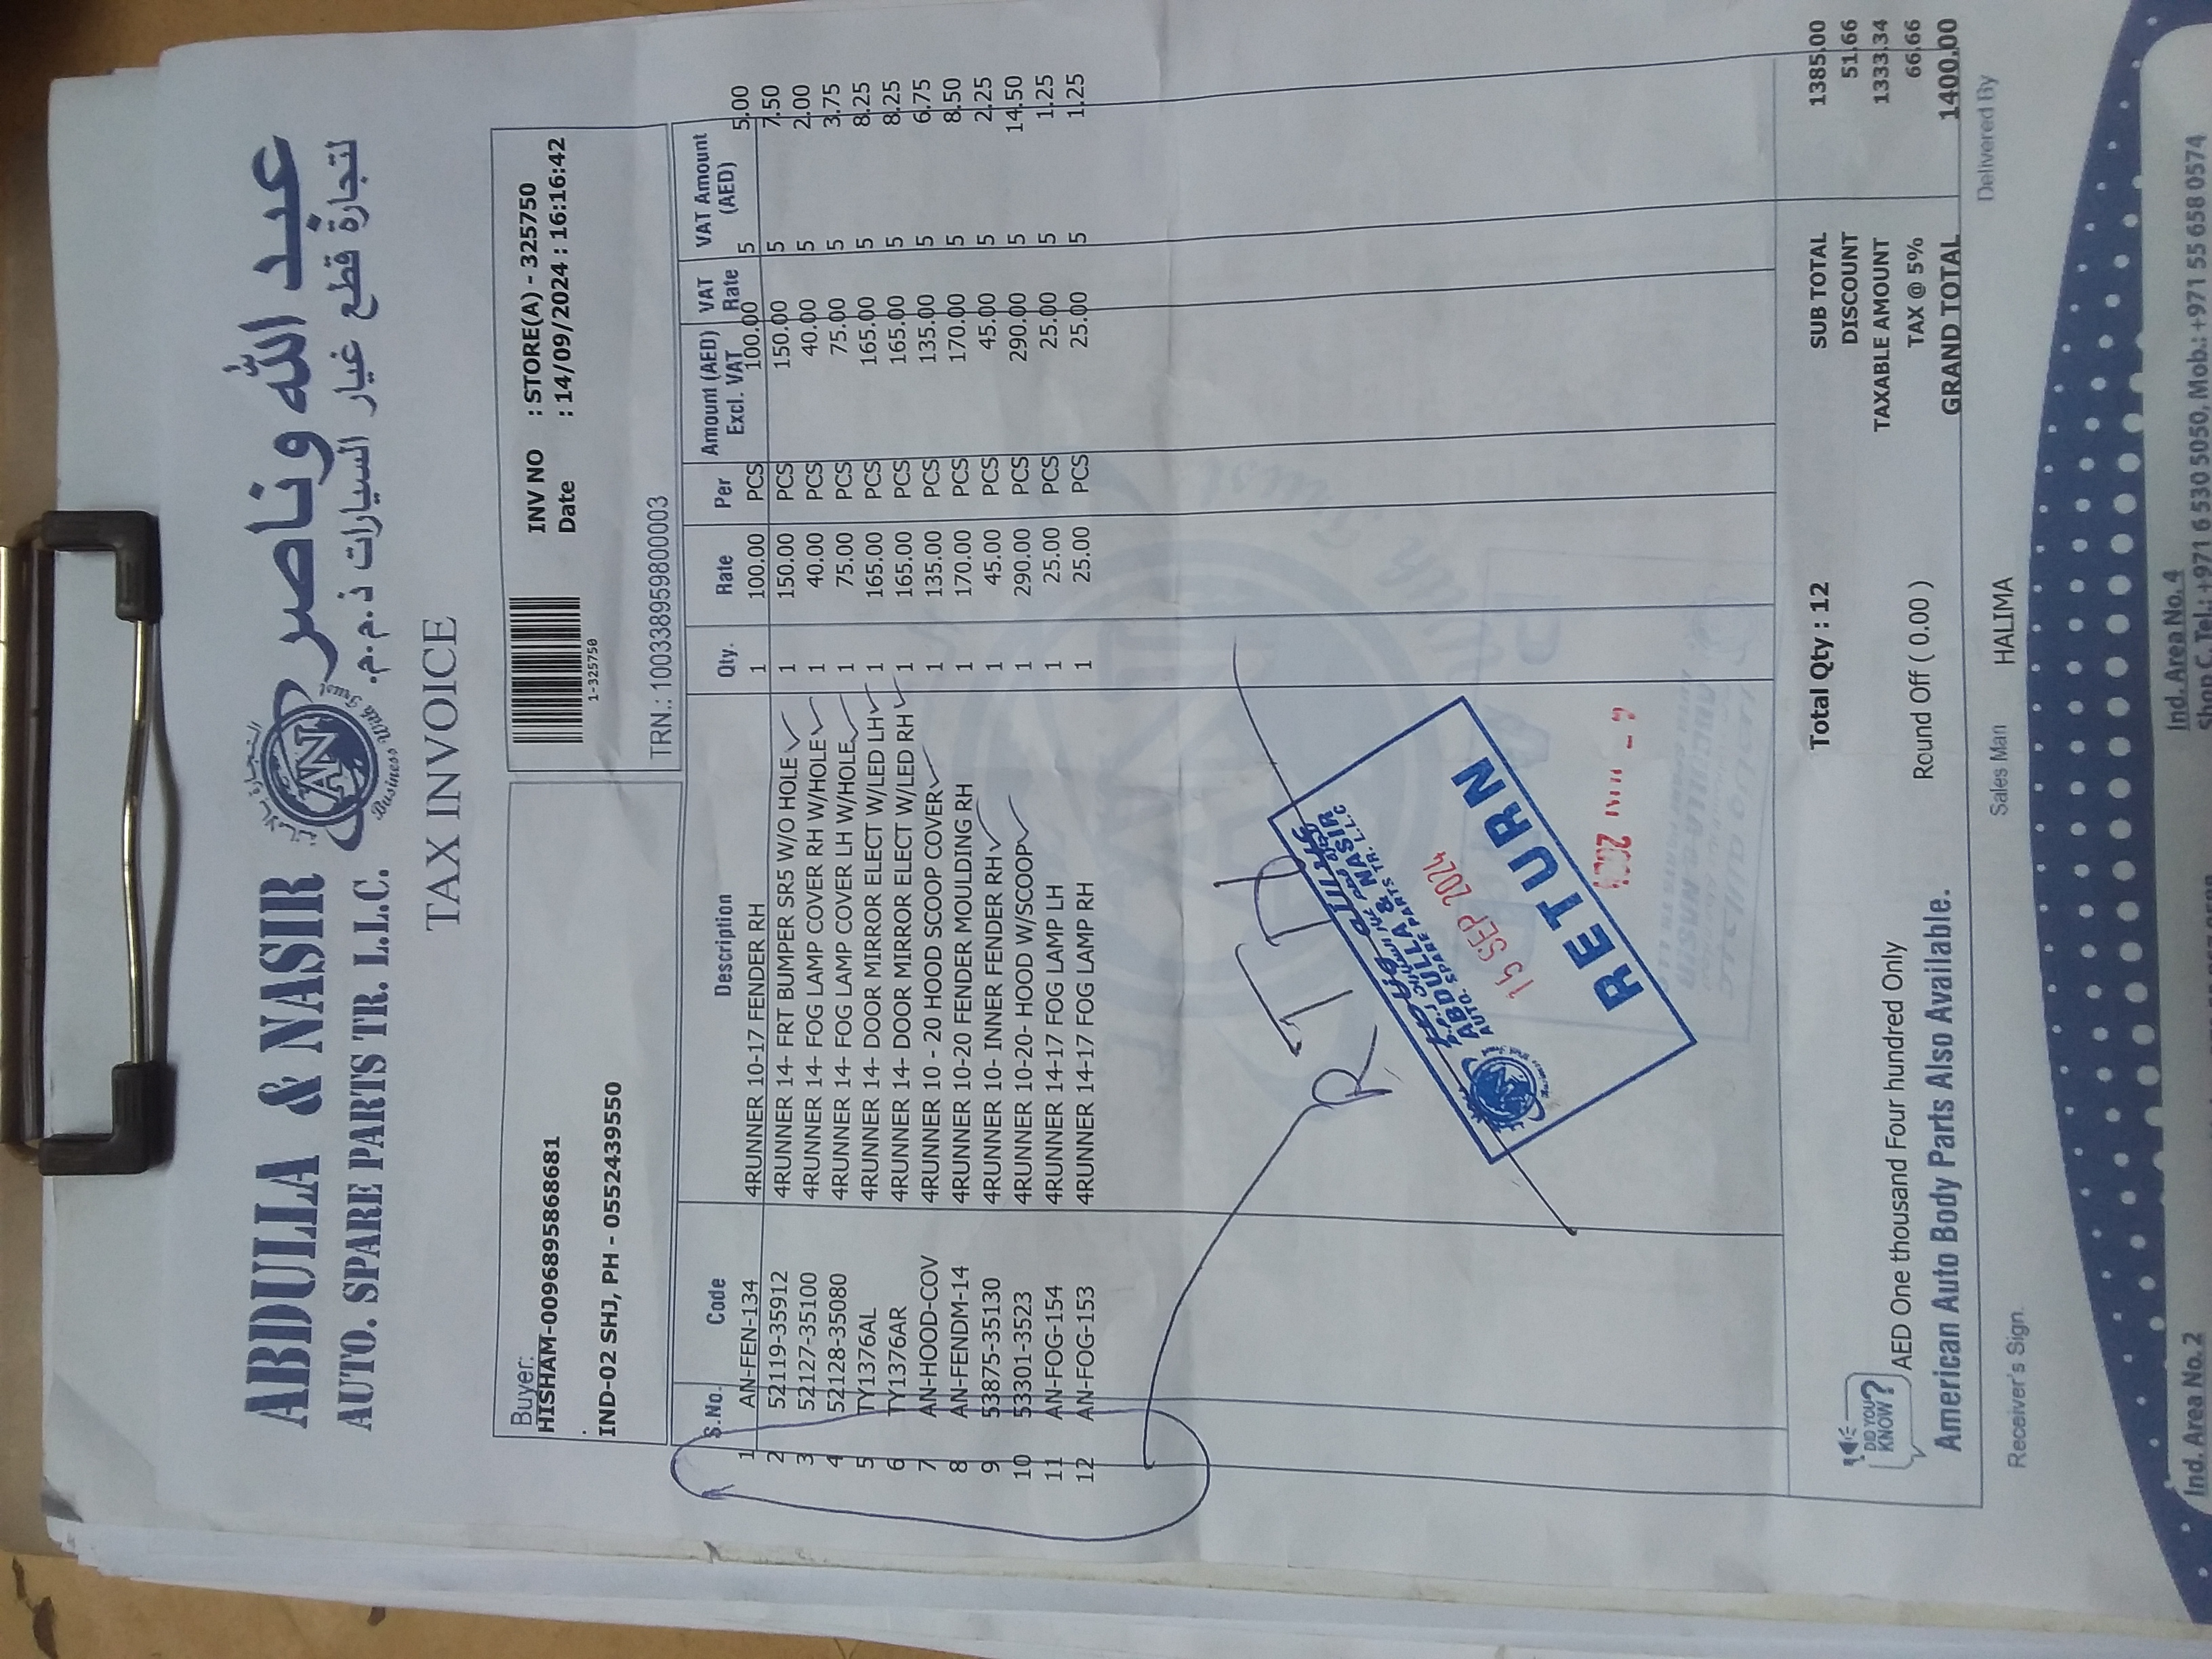 ABDULLA & NASIR
عبد الله وناصر
AUTO. SPARE PARTS TR. L.L.C.
لتجارة قطع غيار السيارات ذ.م.م.
AN
Business With Trust
TAX INVOICE
Buyer:
HISHAM-0096895868681
.
IND-02 SHJ, PH - 0552439550
1-325750
INV NO : STORE(A) - 325750
Date : 14/09/2024 : 16:16:42
TRN.: 100338959800003
S.No. Code Description Qty. Rate Per Amount (AED) Excl. VAT VAT Rate VAT Amount (AED)
1 AN-FEN-134 4RUNNER 10-17 FENDER RH 1 100.00 PCS 100.00 5 5.00
2 52119-35912 4RUNNER 14- FRT BUMPER SR5 W/O HOLE 1 150.00 PCS 150.00 5 7.50
3 52127-35100 4RUNNER 14- FOG LAMP COVER RH W/HOLE 1 40.00 PCS 40.00 5 2.00
4 52128-35080 4RUNNER 14- FOG LAMP COVER LH W/HOLE 1 75.00 PCS 75.00 5 3.75
5 TY1376AL 4RUNNER 14- DOOR MIRROR ELECT W/LED LH 1 165.00 PCS 165.00 5 8.25
6 TY1376AR 4RUNNER 14- DOOR MIRROR ELECT W/LED RH 1 165.00 PCS 165.00 5 8.25
7 AN-HOOD-COV 4RUNNER 10 - 20 HOOD SCOOP COVER 1 135.00 PCS 135.00 5 6.75
8 AN-FENDM-14 4RUNNER 10-20 FENDER MOULDING RH 1 170.00 PCS 170.00 5 8.50
9 53875-35130 4RUNNER 10- INNER FENDER RH 1 45.00 PCS 45.00 5 2.25
10 53301-3523 4RUNNER 10-20- HOOD W/SCOOP 1 290.00 PCS 290.00 5 14.50
11 AN-FOG-154 4RUNNER 14-17 FOG LAMP LH 1 25.00 PCS 25.00 5 1.25
12 AN-FOG-153 4RUNNER 14-17 FOG LAMP RH 1 25.00 PCS 25.00 5 1.25
عبد الله وناصر
ABDULLA & NASIR
AUTO. SPARE PARTS TR. L.L.C
15 SEP 2024
RETURN
Total Qty : 12
SUB TOTAL 1385.00
DISCOUNT 51.66
TAXABLE AMOUNT 1333.34
Round Off ( 0.00 ) TAX @ 5% 66.66
GRAND TOTAL 1400.00
DID YOU KNOW?
AED One thousand Four hundred Only
American Auto Body Parts Also Available.
Receiver's Sign.
Sales Man HALIMA
Delivered By
Ind. Area No.2
Ind. Area No.4
Shop C, Tel.: +971 6 530 5050, Mob.: +971 55 658 0574